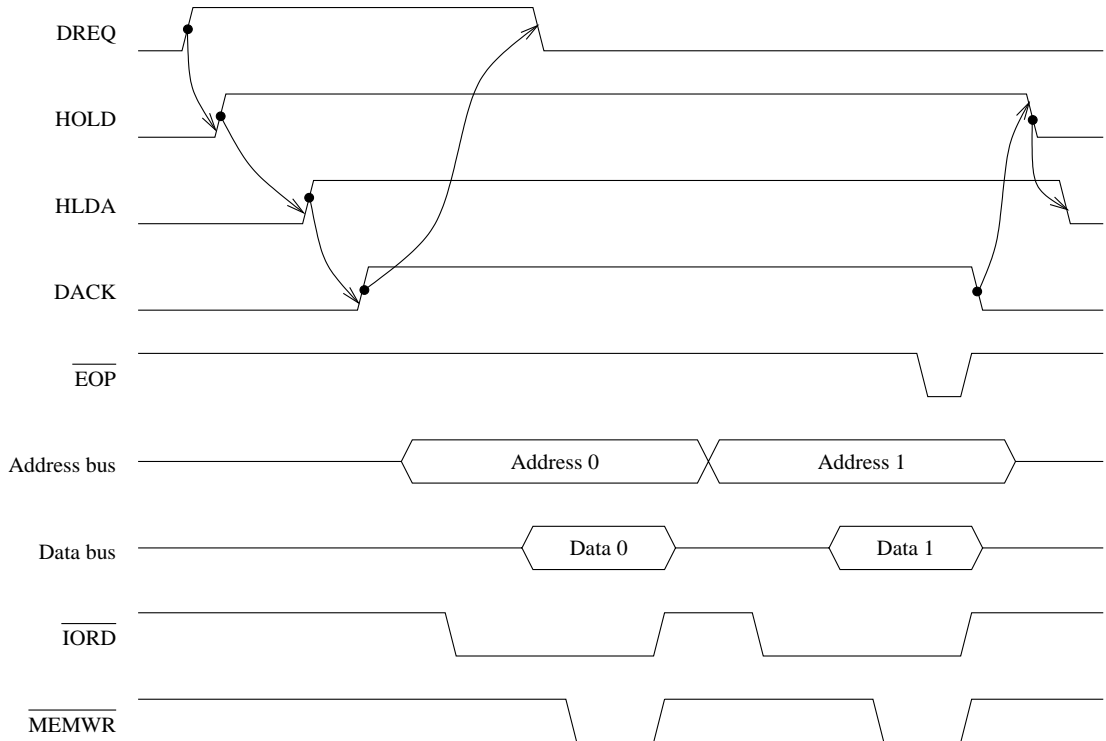 DREQ
HOLD
HLDA
DACK
EOP
Address bus
Address 0
Address 1
Data bus
Data 0
Data 1
IORD
MEMWR